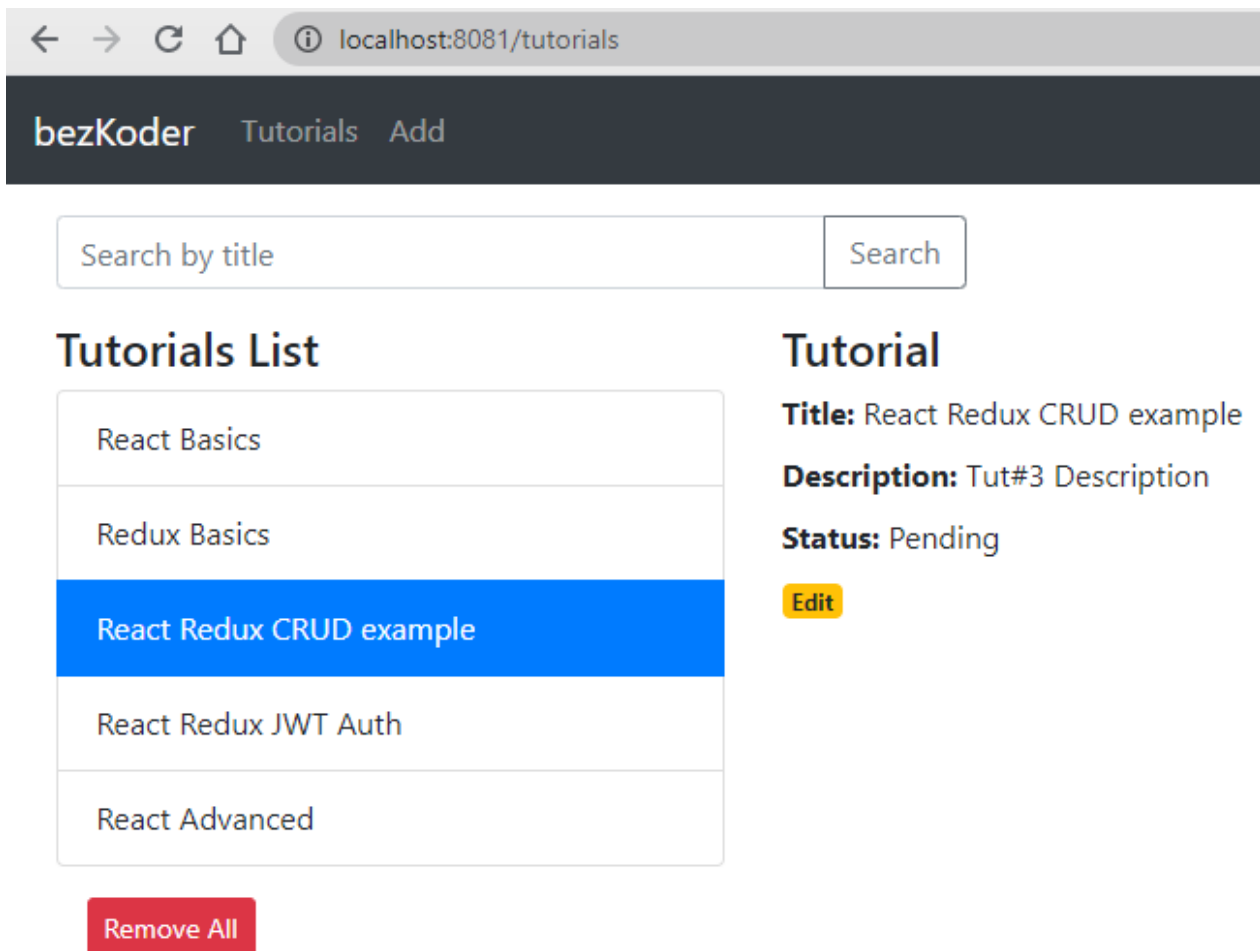 localhost:8081/tutorials
bezKoder Tutorials Add
Search by title Search
Tutorials List
React Basics
Redux Basics
React Redux CRUD example
React Redux JWT Auth
React Advanced
Remove All
Tutorial
Title: React Redux CRUD example
Description: Tut#3 Description
Status: Pending
Edit